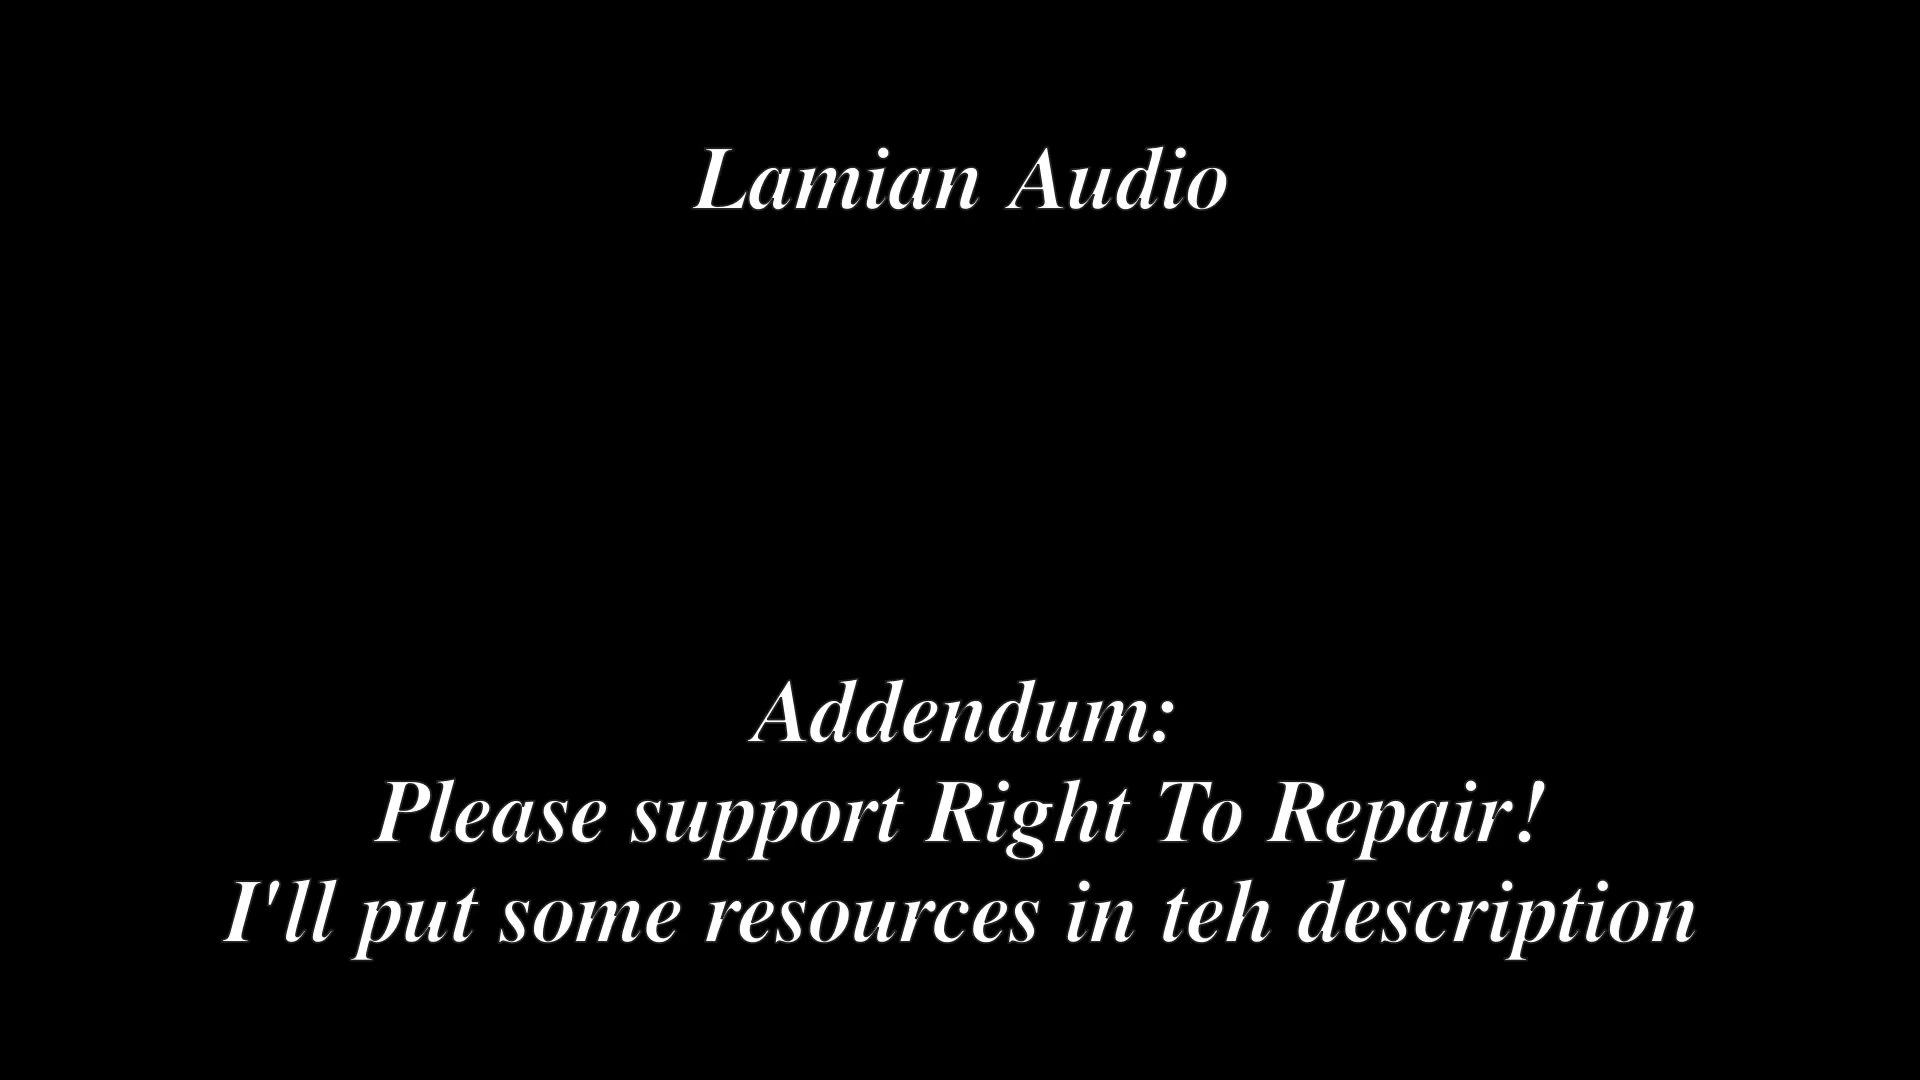 Lamian Audio
Addendum:
Please support Right To Repair!
I'll put some resources in teh description